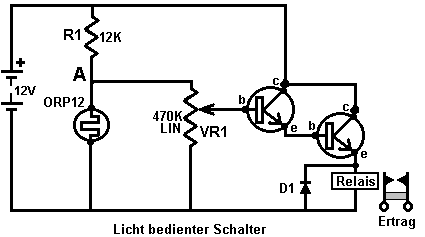 R1
12K
+
12V
A
ORP12
470K
LIN
VR1
b
c
e
b
c
e
D1
Relais
Ertrag
Licht bedienter Schalter